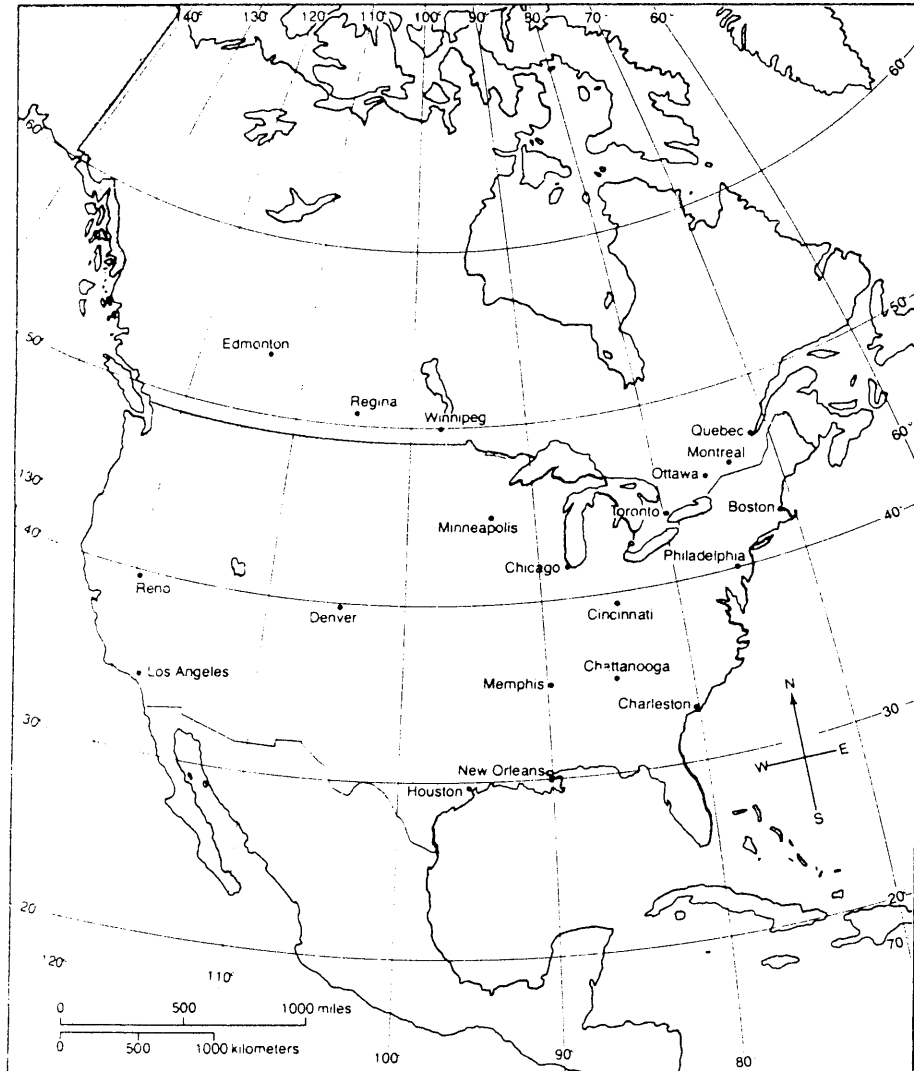 140° 130° 120° 110° 100° 90° 80° 70° 60°
60°
60°
50°
50°
Edmonton
Regina
Winnipeg
Quebec
Montreal
Ottawa
60°
130°
Toronto
Boston
Minneapolis
40°
40°
Chicago
Philadelphia
Reno
Denver
Cincinnati
Los Angeles
Chattanooga
Memphis
Charleston
N
30°
30°
W E
New Orleans
Houston
S
20°
20°
70°
120°
110°
0 500 1000 miles
0 500 1000 kilometers
100°
90°
80°